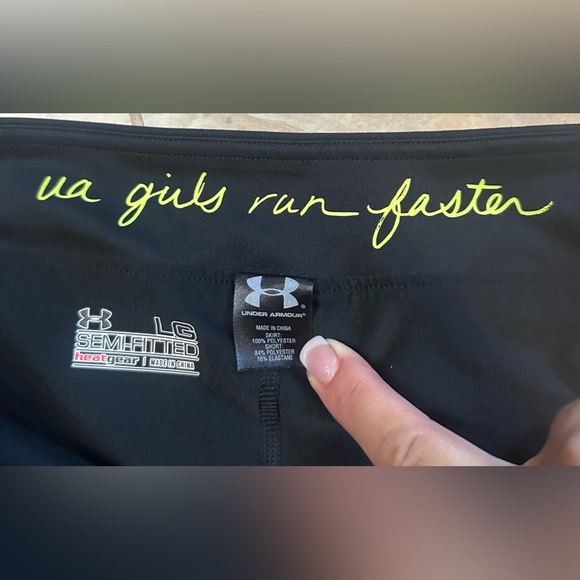 ua girls run faster
LG
SEMI-FITTED
heatgear | MADE IN CHINA
UNDER ARMOUR®
MADE IN CHINA
SKIRT:
100% POLYESTER
SHORT:
84% POLYESTER
16% ELASTANE